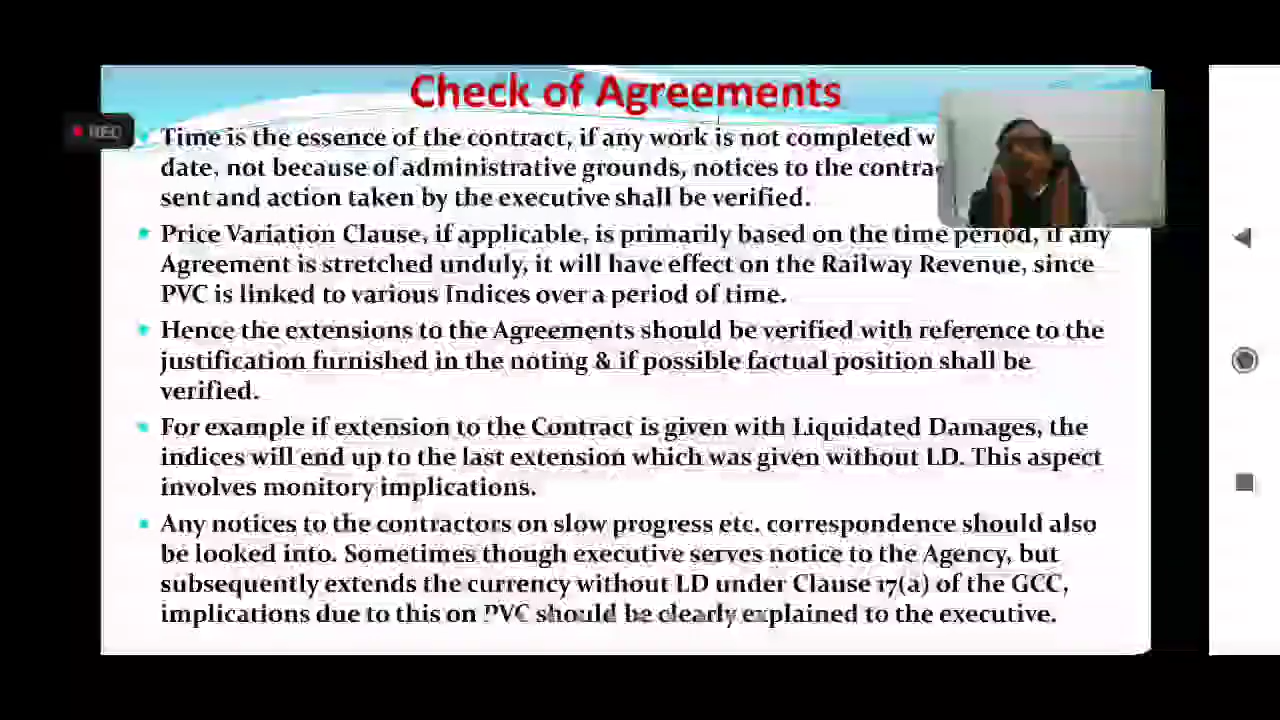 Check of Agreements
REC
Time is the essence of the contract, if any work is not completed
date, not because of administrative grounds, notices to the
sent and action taken by the executive shall be verified.
Price Variation Clause, if applicable, is primarily based on the time period, if any
Agreement is stretched unduly, it will have effect on the Railway Revenue, since
PVC is linked to various Indices over a period of time.
Hence the extensions to the Agreements should be verified with reference to the
justification furnished in the noting & if possible factual position shall be
verified.
For example if extension to the Contract is given with Liquidated Damages, the
indices will end up to the last extension which was given without LD. This aspect
involves monitory implications.
Any notices to the contractors on slow progress etc. correspondence should also
be looked into. Sometimes though executive serves notice to the Agency, but
subsequently extends the currency without LD under Clause 17(a) of the GCC,
implications due to this on PVC should be clearly explained to the executive.